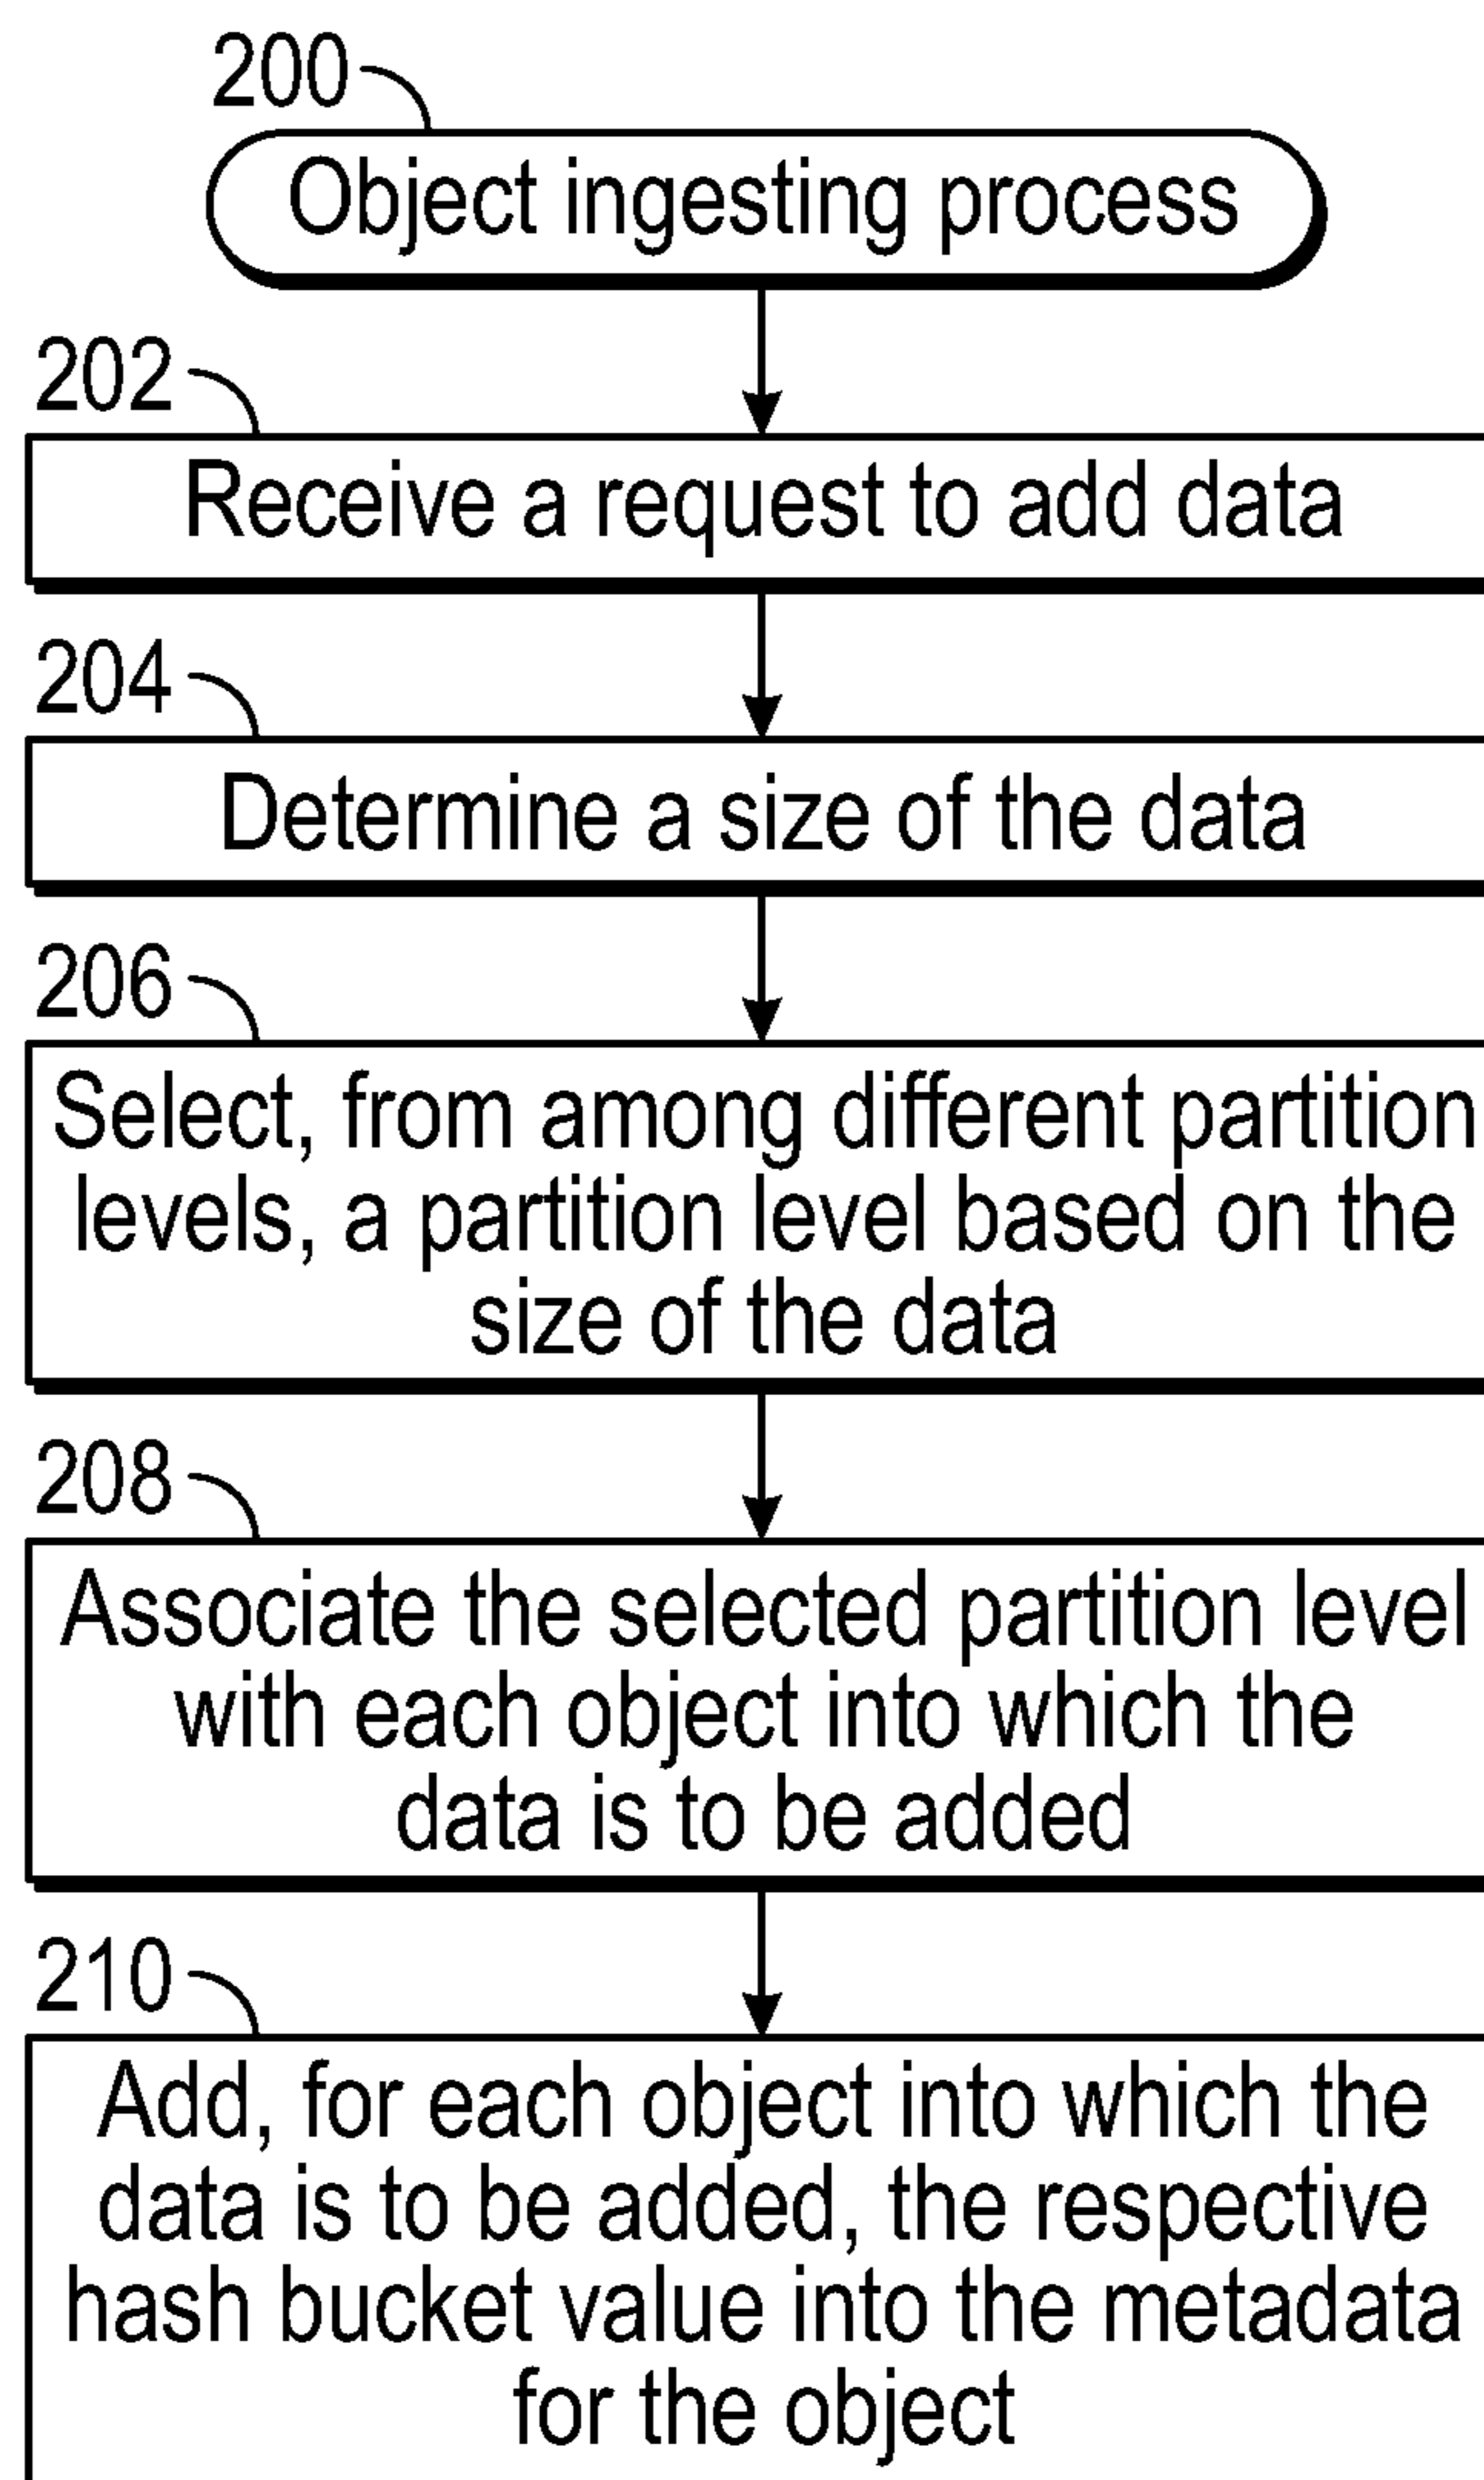 200
Object ingesting process
202
Receive a request to add data
204
Determine a size of the data
206
Select, from among different partition
levels, a partition level based on the
size of the data
208
Associate the selected partition level
with each object into which the
data is to be added
210
Add, for each object into which the
data is to be added, the respective
hash bucket value into the metadata
for the object